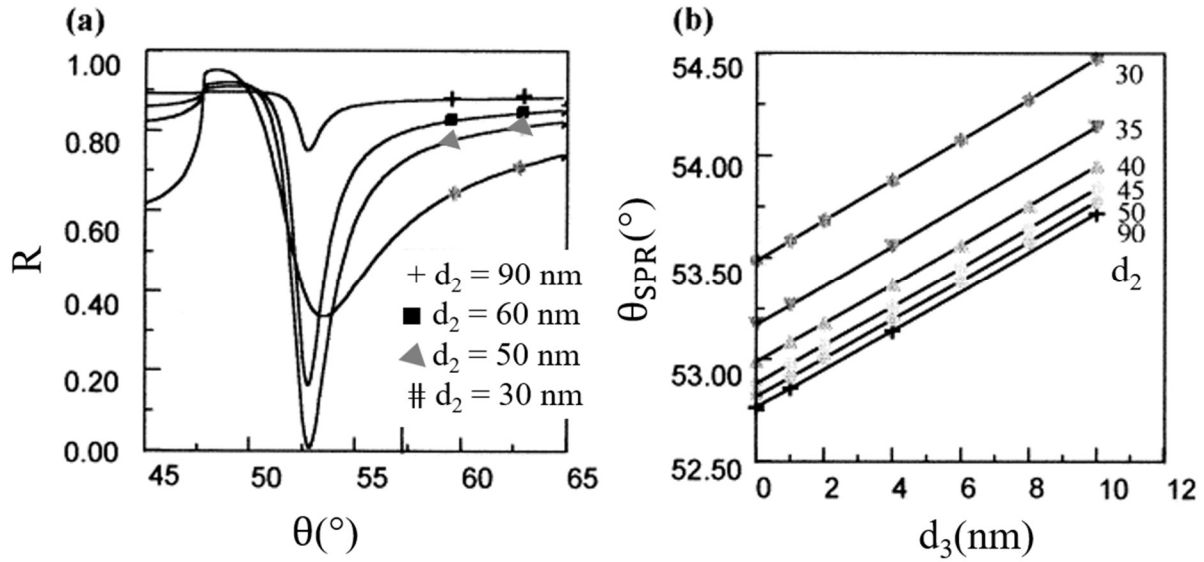 (a)
1.00
0.80
0.60
0.40
0.20
0.00
R
45 50 55 60 65
θ(°)
+ d₂ = 90 nm
■ d₂ = 60 nm
d₂ = 50 nm
# d₂ = 30 nm
(b)
54.50
54.00
53.50
53.00
52.50
θSPR(°)
30
35
40
45
50
90
d₂
0 2 4 6 8 10 12
d₃(nm)